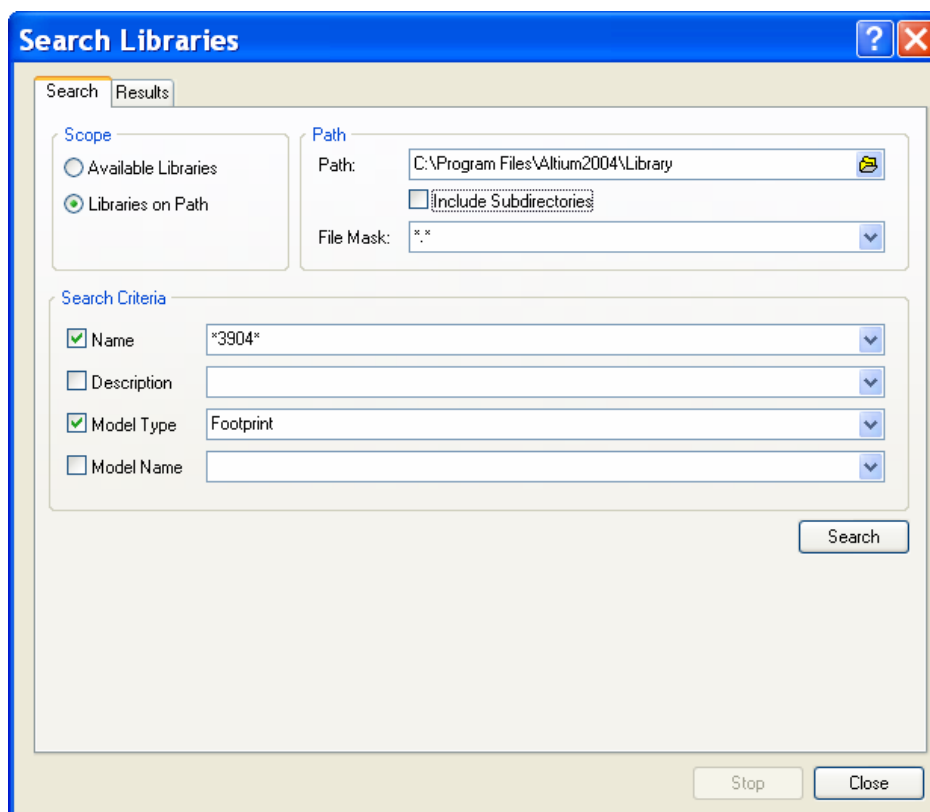 Search Libraries
Search Results
Scope
Available Libraries
Libraries on Path
Path
Path: C:\Program Files\Altium2004\Library
Include Subdirectories
File Mask: *.*
Search Criteria
Name *3904*
Description
Model Type Footprint
Model Name
Search
Stop Close